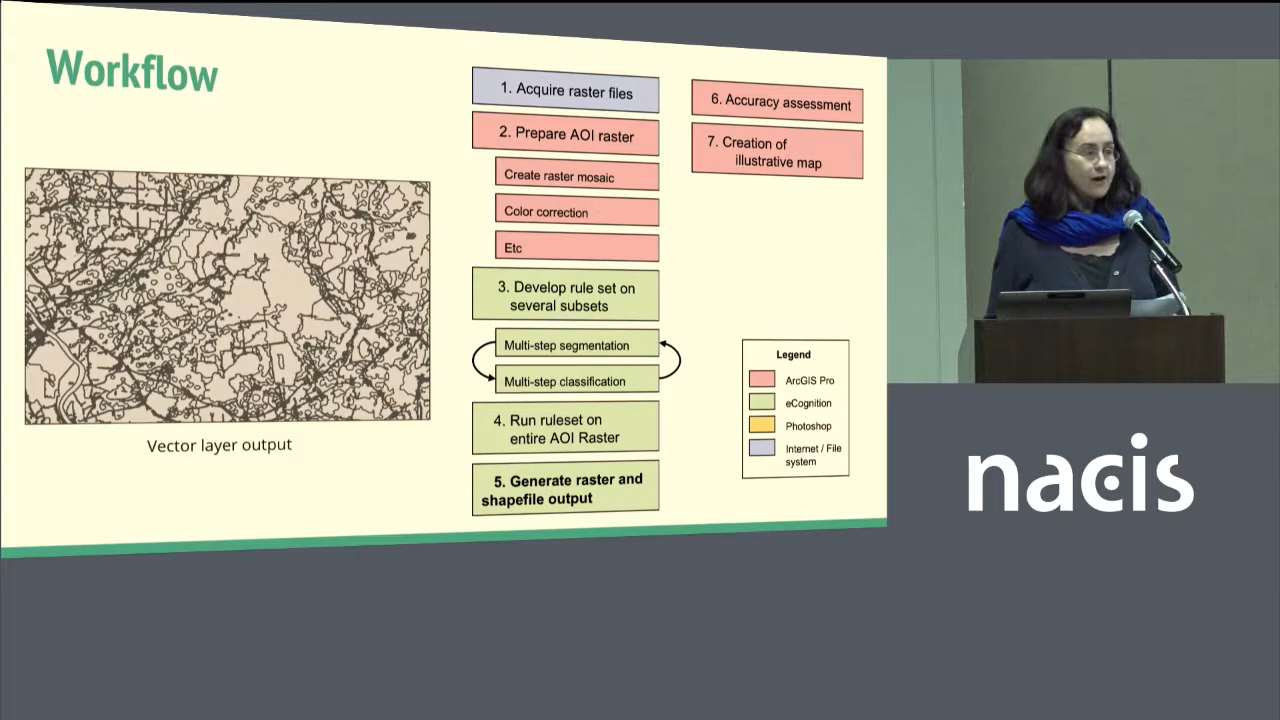 Workflow
Vector layer output
1. Acquire raster files
2. Prepare AOI raster
Create raster mosaic
Color correction
Etc
3. Develop rule set on
several subsets
Multi-step segmentation
Multi-step classification
4. Run ruleset on
entire AOI Raster
5. Generate raster and
shapefile output
6. Accuracy assessment
7. Creation of
illustrative map
Legend
ArcGIS Pro
eCognition
Photoshop
Internet / File
system
nacis